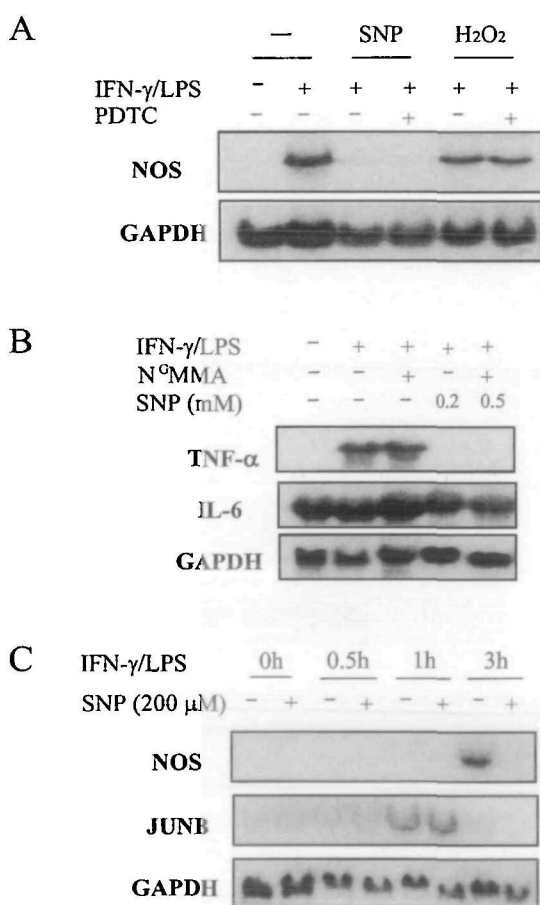 A
— SNP H₂O₂
IFN-γ/LPS - + + + + +
PDTC - - - + - +
NOS
GAPDH
B
IFN-γ/LPS - + + + +
NᴳMMA - - + - +
SNP (mM) - - - 0.2 0.5
TNF-α
IL-6
GAPDH
C
IFN-γ/LPS 0h 0.5h 1h 3h
SNP (200 μM) - + - + - + - +
NOS
JUNB
GAPDH